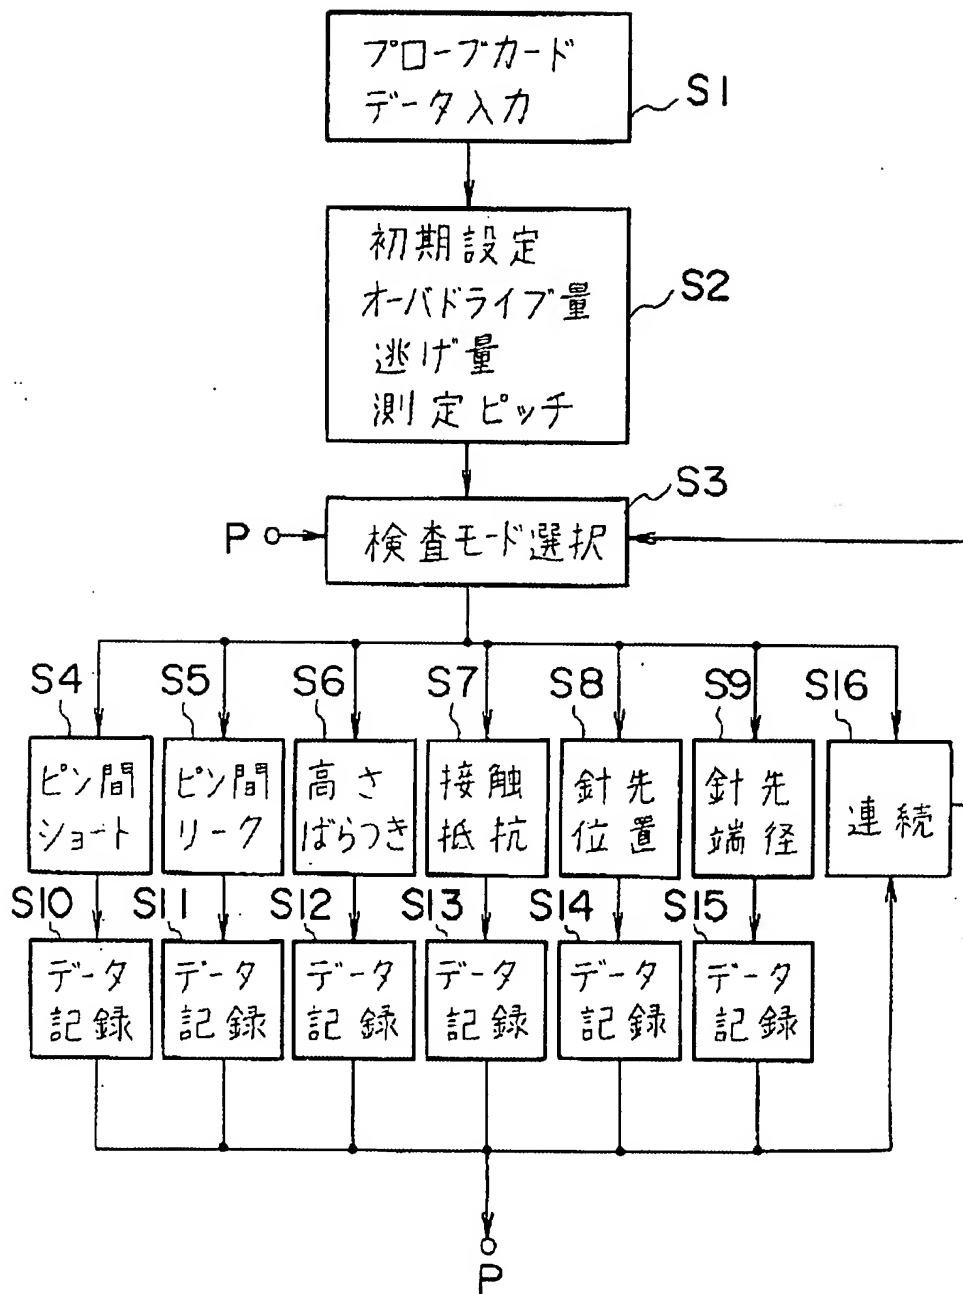 プローブカード
データ入力
S1
初期設定
オーバドライブ量
逃げ量
測定ピッチ
S2
S3
P
検査モード選択
S4
S5
S6
S7
S8
S9
S16
ピン間
ショート
ピン間
リーク
高さ
ばらつき
接触
抵抗
針先
位置
針先
端径
連続
S10
S11
S12
S13
S14
S15
データ
記録
データ
記録
データ
記録
データ
記録
データ
記録
データ
記録
P